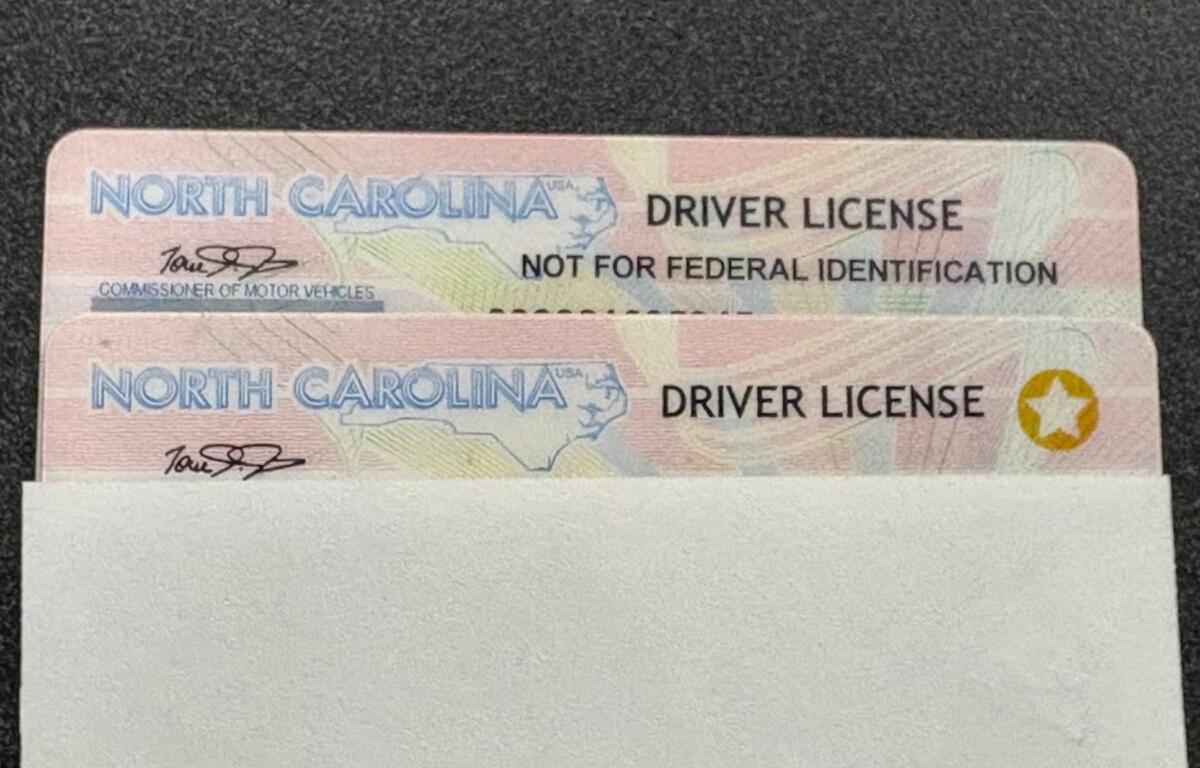 NORTH CAROLINA USA DRIVER LICENSE
NOT FOR FEDERAL IDENTIFICATION
COMMISSIONER OF MOTOR VEHICLES
NORTH CAROLINA USA DRIVER LICENSE